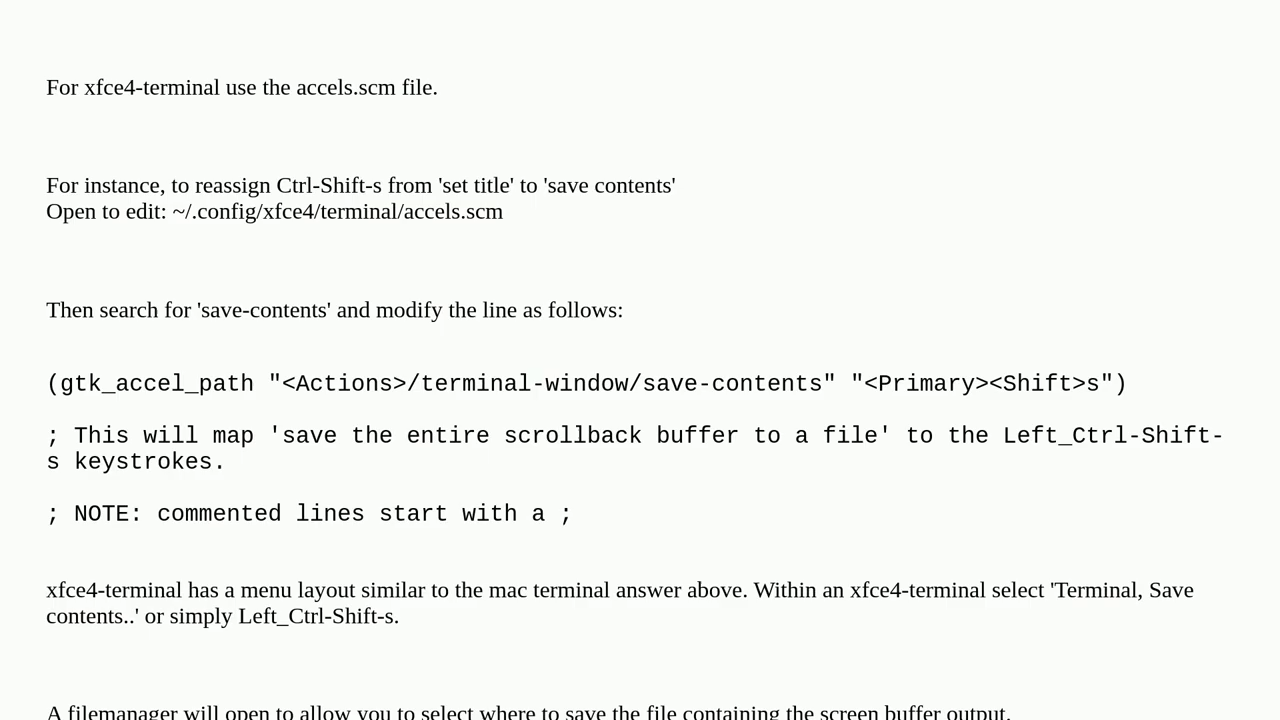 For xfce4-terminal use the accels.scm file.
For instance, to reassign Ctrl-Shift-s from 'set title' to 'save contents'
Open to edit: ~/.config/xfce4/terminal/accels.scm
Then search for 'save-contents' and modify the line as follows:
(gtk_accel_path "<Actions>/terminal-window/save-contents" "<Primary><Shift>s")
; This will map 'save the entire scrollback buffer to a file' to the Left_Ctrl-Shift-
s keystrokes.
; NOTE: commented lines start with a ;
xfce4-terminal has a menu layout similar to the mac terminal answer above. Within an xfce4-terminal select 'Terminal, Save
contents..' or simply Left_Ctrl-Shift-s.
A filemanager will open to allow you to select where to save the file containing the screen buffer output.